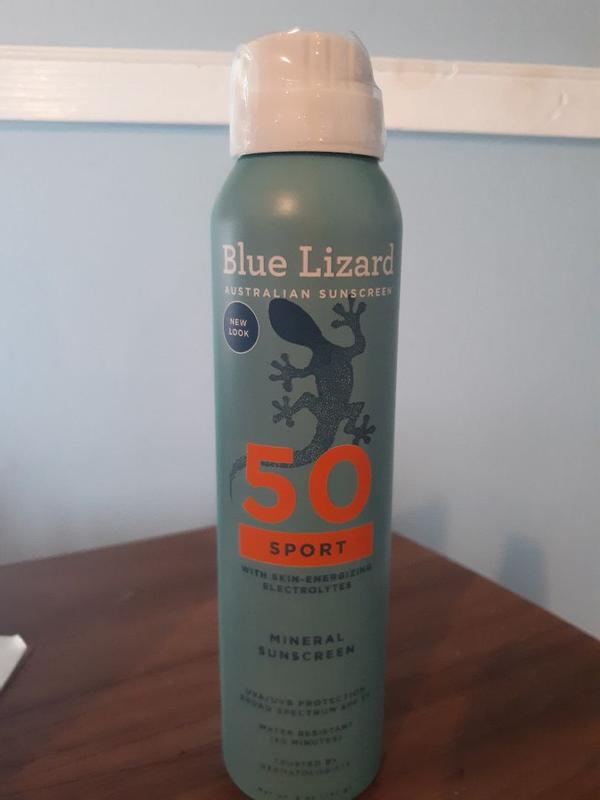 Blue Lizard
AUSTRALIAN SUNSCREEN
NEW
LOOK
50
SPORT
WITH SKIN-ENERGIZING
ELECTROLYTES
MINERAL
SUNSCREEN
UVA/UVB PROTECTION
BROAD SPECTRUM SPF 50
WATER RESISTANT
(80 MINUTES)
TRUSTED BY
DERMATOLOGISTS